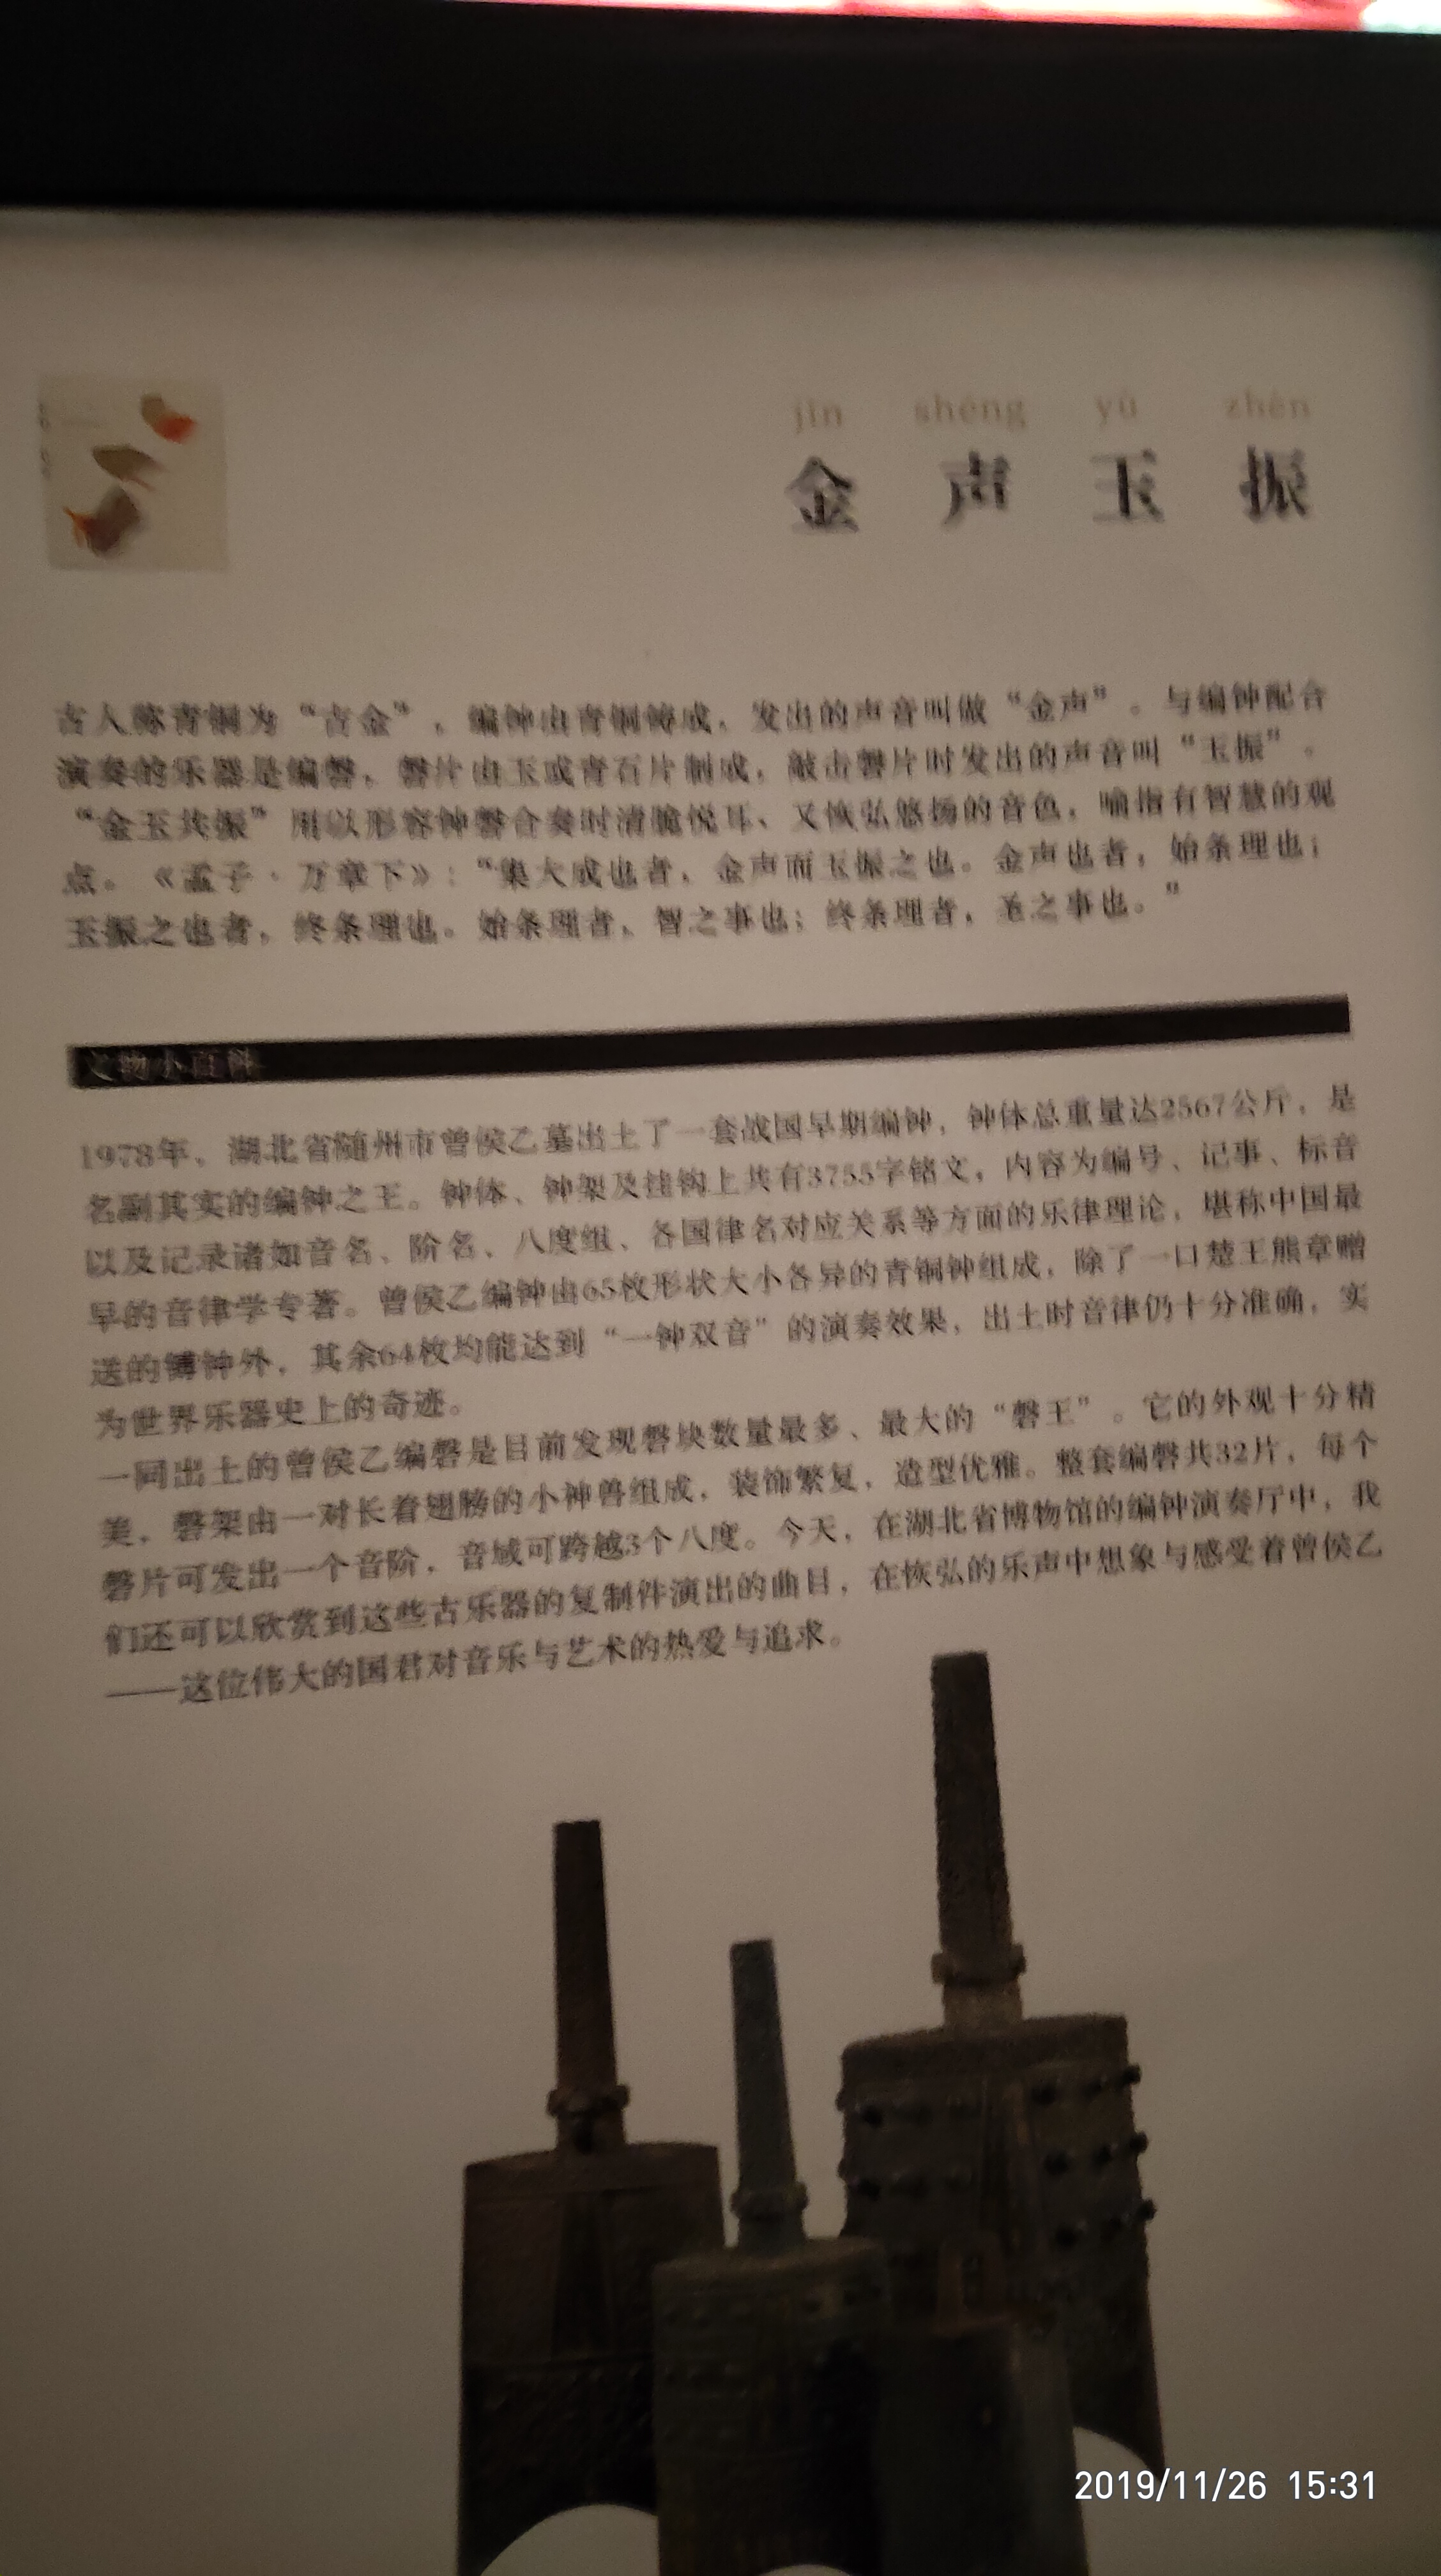 jīn shēng yù zhèn
金 声 玉 振
古人称青铜为“吉金”，编钟由青铜铸成，发出的声音叫做“金声”。与编钟配合
演奏的乐器是编磬，磬片由玉或青石片制成，敲击磬片时发出的声音叫“玉振”。
“金玉共振”用以形容钟磬合奏时清脆悦耳、又恢弘悠扬的音色，喻指有智慧的观
点。《孟子·万章下》：“集大成也者，金声而玉振之也。金声也者，始条理也；
玉振之也者，终条理也。始条理者，智之事也；终条理者，圣之事也。”
文物小百科
1978年，湖北省随州市曾侯乙墓出土了一套战国早期编钟，钟体总重量达2567公斤，是
名副其实的编钟之王。钟体、钟架及挂钩上共有3755字铭文，内容为编号、记事、标音
以及记录诸如音名、阶名、八度组、各国律名对应关系等方面的乐律理论，堪称中国最
早的音律学专著。曾侯乙编钟由65枚形状大小各异的青铜钟组成，除了一口楚王熊章赠
送的镈钟外，其余64枚均能达到“一钟双音”的演奏效果，出土时音律仍十分准确，实
为世界乐器史上的奇迹。
一同出土的曾侯乙编磬是目前发现磬块数量最多、最大的“磬王”。它的外观十分精
美，磬架由一对长着翅膀的小神兽组成，装饰繁复，造型优雅。整套编磬共32片，每个
磬片可发出一个音阶，音域可跨越3个八度。今天，在湖北省博物馆的编钟演奏厅中，我
们还可以欣赏到这些古乐器的复制件演出的曲目，在恢弘的乐声中想象与感受着曾侯乙
——这位伟大的国君对音乐与艺术的热爱与追求。
2019/11/26 15:31